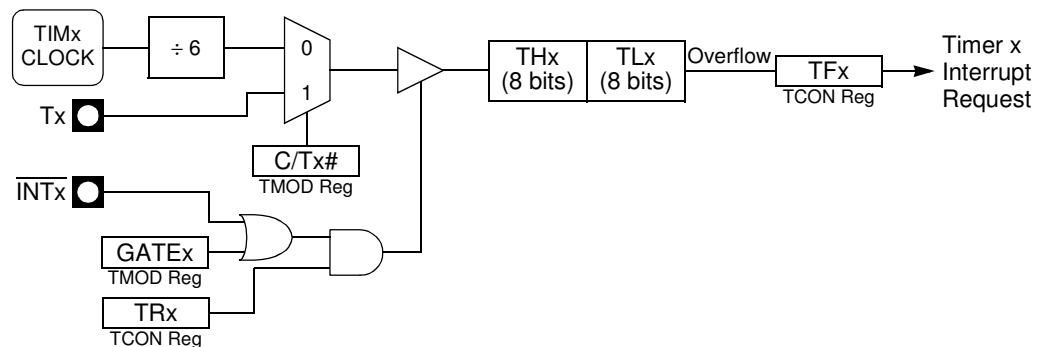 TIMx
CLOCK
÷ 6
0
1
Tx
C/Tx#
TMOD Reg
THx
(8 bits)
TLx
(8 bits)
Overflow
TFx
TCON Reg
Timer x
Interrupt
Request
INTx
GATEx
TMOD Reg
TRx
TCON Reg